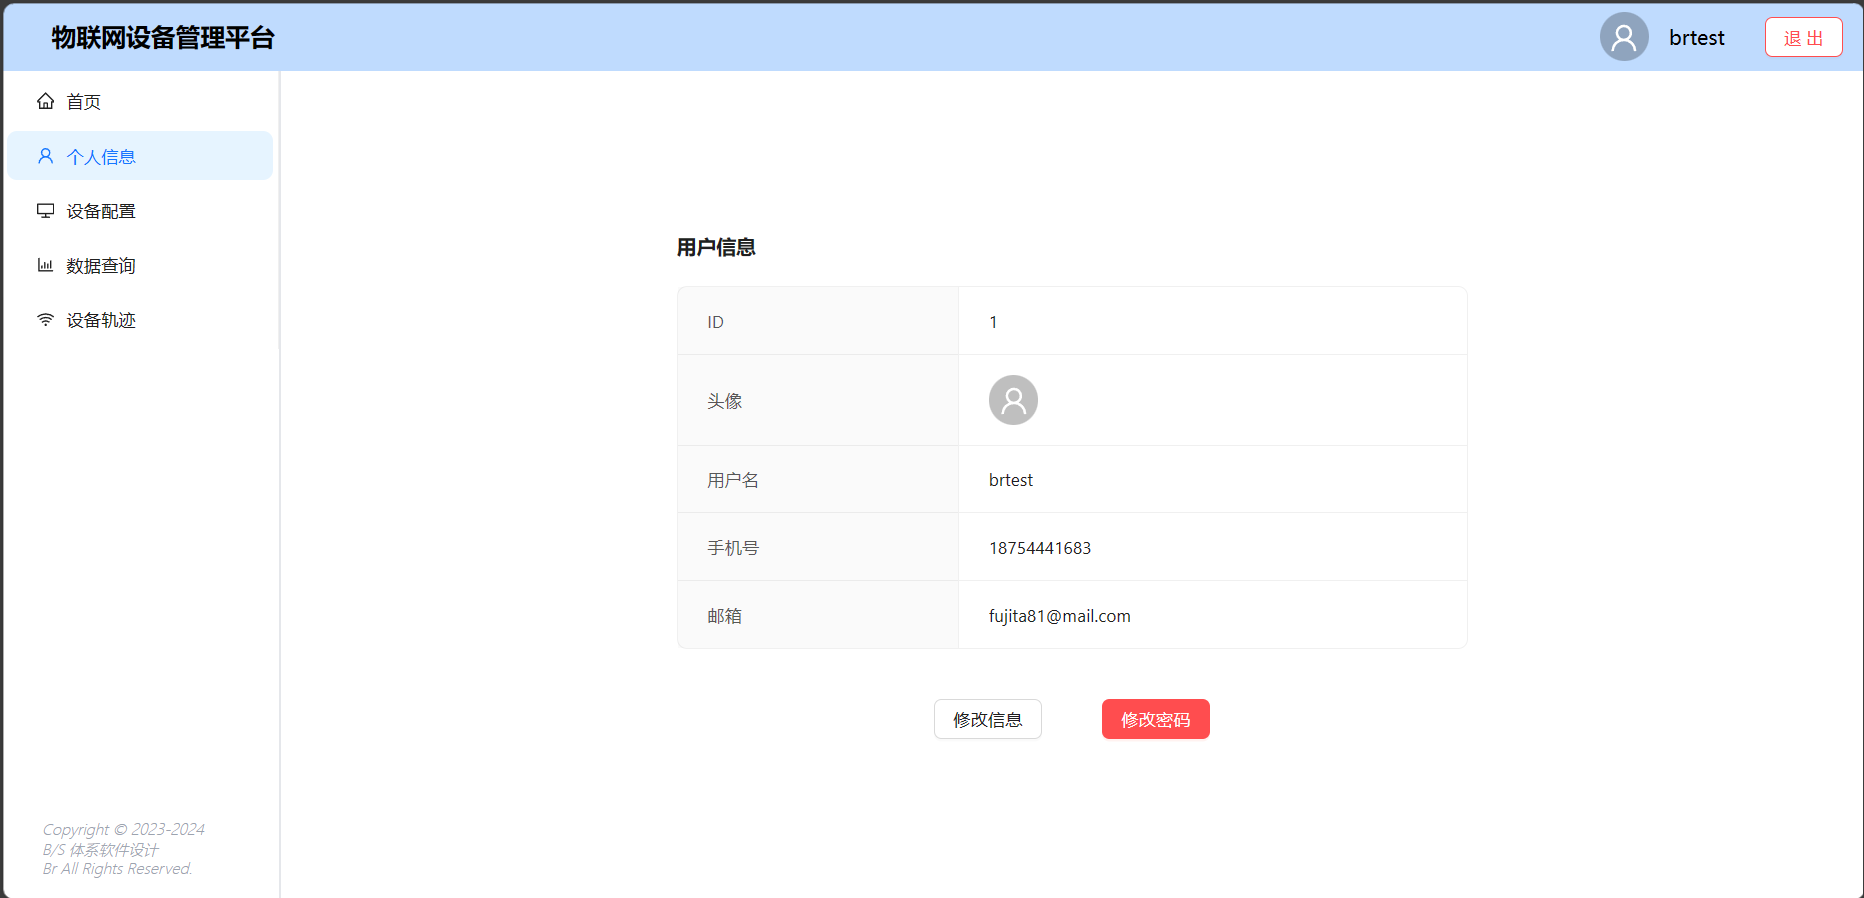 物联网设备管理平台
brtest
退 出
首页
个人信息
设备配置
数据查询
设备轨迹
用户信息
ID 1
头像
用户名 brtest
手机号 18754441683
邮箱 fujita81@mail.com
修改信息 修改密码
Copyright © 2023-2024
B/S 体系软件设计
Br All Rights Reserved.